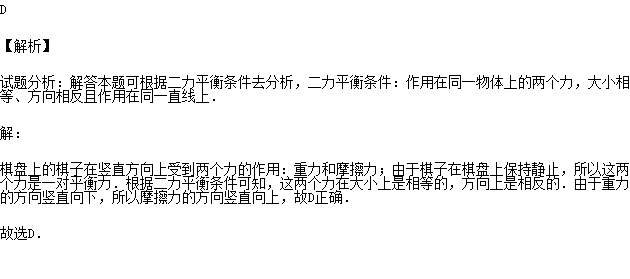 D
【解析】
试题分析：解答本题可根据二力平衡条件去分析，二力平衡条件：作用在同一物体上的两个力，大小相
等、方向相反且作用在同一直线上．
解：
棋盘上的棋子在竖直方向上受到两个力的作用：重力和摩擦力；由于棋子在棋盘上保持静止，所以这两
个力是一对平衡力．根据二力平衡条件可知，这两个力在大小上是相等的，方向上是相反的．由于重力
的方向竖直向下，所以摩擦力的方向竖直向上，故D正确．
故选D．